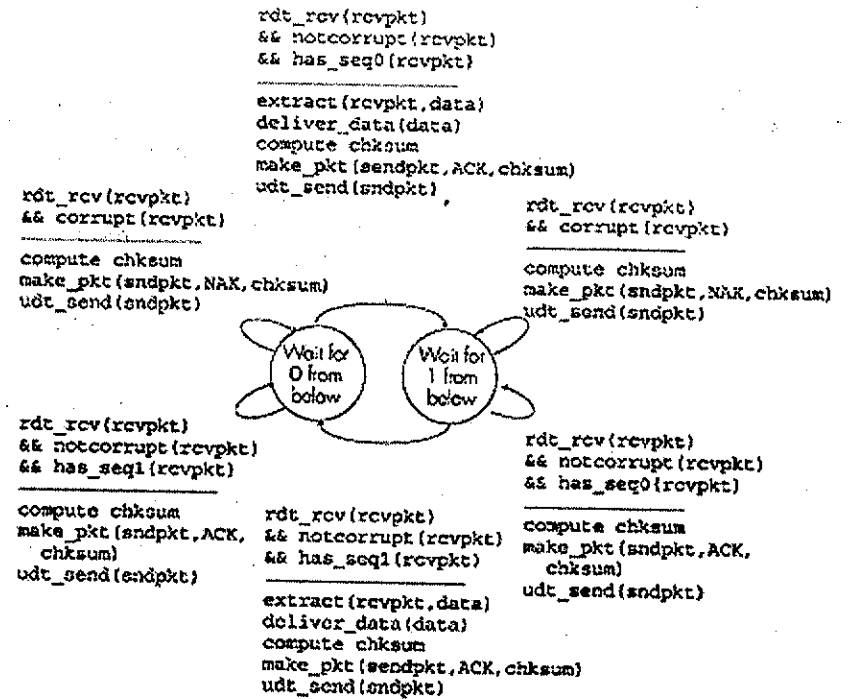 rdt_rcv(rcvpkt)
&& notcorrupt(rcvpkt)
&& has_seq0(rcvpkt)
extract(rcvpkt,data)
deliver_data(data)
compute chksum
make_pkt(sendpkt,ACK,chksum)
udt_send(sndpkt)
rdt_rcv(rcvpkt)
&& corrupt(rcvpkt)
compute chksum
make_pkt(sndpkt,NAK,chksum)
udt_send(sndpkt)
rdt_rcv(rcvpkt)
&& corrupt(rcvpkt)
compute chksum
make_pkt(sndpkt,NAK,chksum)
udt_send(sndpkt)
Wait for
0 from
below
Wait for
1 from
below
rdt_rcv(rcvpkt)
&& notcorrupt(rcvpkt)
&& has_seq1(rcvpkt)
compute chksum
make_pkt(sndpkt,ACK,
chksum)
udt_send(sndpkt)
rdt_rcv(rcvpkt)
&& notcorrupt(rcvpkt)
&& has_seq1(rcvpkt)
extract(rcvpkt,data)
deliver_data(data)
compute chksum
make_pkt(sendpkt,ACK,chksum)
udt_send(sndpkt)
rdt_rcv(rcvpkt)
&& notcorrupt(rcvpkt)
&& has_seq0(rcvpkt)
compute chksum
make_pkt(sndpkt,ACK,
chksum)
udt_send(sndpkt)